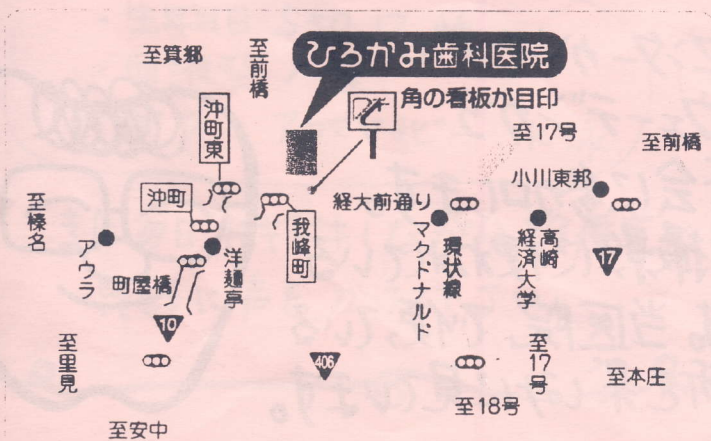 至箕郷
至前橋
ひろかみ歯科医院
角の看板が目印
至17号
至前橋
沖町東
沖町
我峰町
経大前通り
小川東邦
至榛名
アウラ
町屋橋
洋麺亭
マクドナルド
環状線
高崎
経済大学
17
10
406
至里見
至17号
至本庄
至18号
至安中